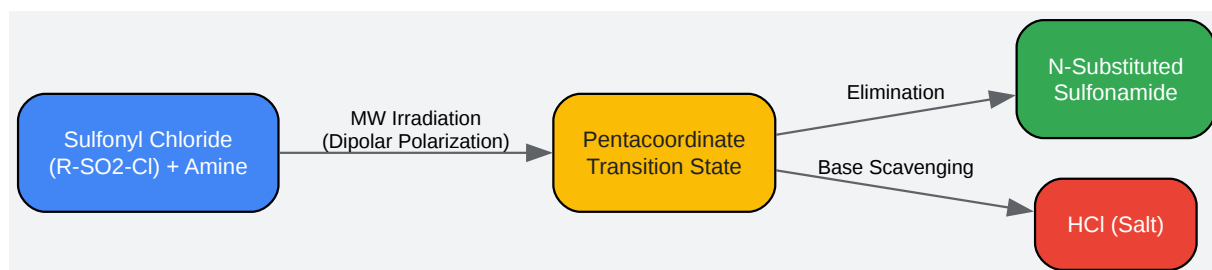 Sulfonyl Chloride
(R-SO2-Cl) + Amine
MW Irradiation
(Dipolar Polarization)
Pentacoordinate
Transition State
Elimination
N-Substituted
Sulfonamide
Base Scavenging
HCl (Salt)